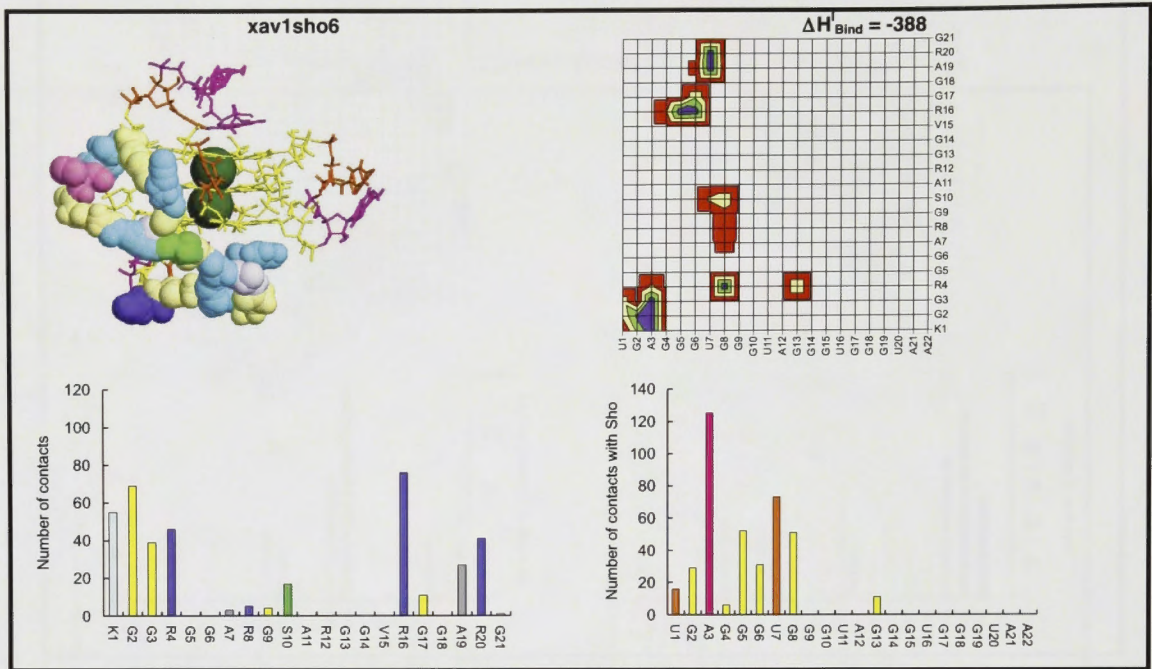 xav1sho6
ΔH^I_Bind = -388
G21
R20
A19
G18
G17
R16
V15
G14
G13
R12
A11
S10
G9
R8
A7
G6
G5
R4
G3
G2
K1
U1 G2 A3 G4 G5 G6 U7 G8 G9 G10 U11 A12 G13 G14 G15 U16 G17 G18 G19 U20 A21 A22
120
100
80
60
40
20
0
Number of contacts
K1 G2 G3 R4 G5 G6 A7 R8 G9 S10 A11 R12 G13 G14 V15 R16 G17 G18 A19 R20 G21
140
120
100
80
60
40
20
0
Number of contacts with Sho
U1 G2 A3 G4 G5 G6 U7 G8 G9 G10 U11 A12 G13 G14 G15 U16 G17 G18 G19 U20 A21 A22